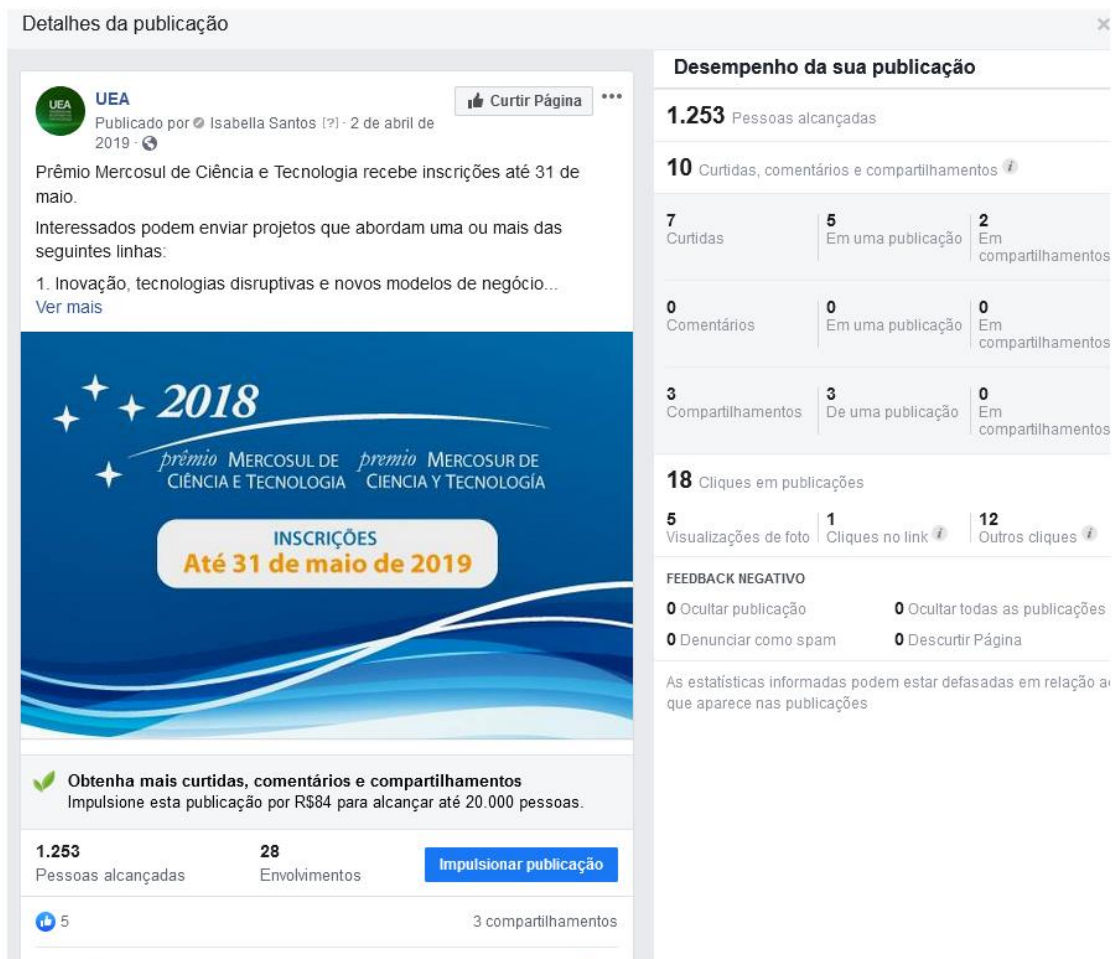 Detalhes da publicação
×
UEA
UEA
Curtir Página
Publicado por Isabella Santos [?] · 2 de abril de
2019 ·
Prêmio Mercosul de Ciência e Tecnologia recebe inscrições até 31 de
maio.
Interessados podem enviar projetos que abordam uma ou mais das
seguintes linhas:
1. Inovação, tecnologias disruptivas e novos modelos de negócio...
Ver mais
2018
prêmio MERCOSUL DE premio MERCOSUR DE
CIÊNCIA E TECNOLOGIA CIENCIA Y TECNOLOGÍA
INSCRIÇÕES
Até 31 de maio de 2019
Obtenha mais curtidas, comentários e compartilhamentos
Impulsione esta publicação por R$84 para alcançar até 20.000 pessoas.
1.253 28
Pessoas alcançadas Envolvimentos
Impulsionar publicação
5 3 compartilhamentos
Desempenho da sua publicação
1.253 Pessoas alcançadas
10 Curtidas, comentários e compartilhamentos i
7 5 2
Curtidas Em uma publicação Em
compartilhamentos
0 0 0
Comentários Em uma publicação Em
compartilhamentos
3 3 0
Compartilhamentos De uma publicação Em
compartilhamentos
18 Cliques em publicações
5 1 12
Visualizações de foto Cliques no link i Outros cliques i
FEEDBACK NEGATIVO
0 Ocultar publicação 0 Ocultar todas as publicações
0 Denunciar como spam 0 Descurtir Página
As estatísticas informadas podem estar defasadas em relação a
que aparece nas publicações